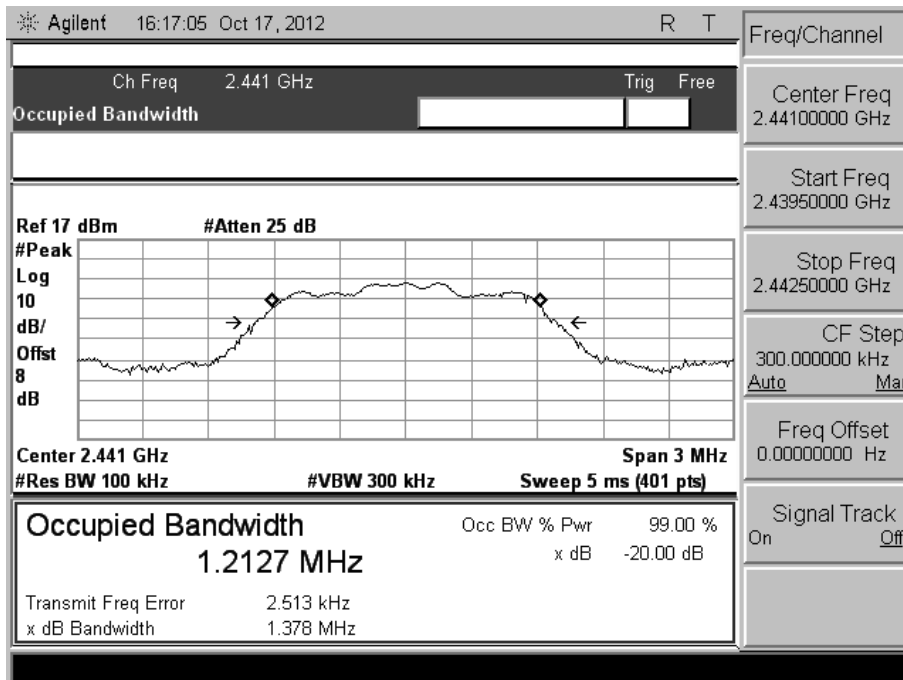 Agilent 16:17:05 Oct 17, 2012 R T
Ch Freq 2.441 GHz Trig Free
Occupied Bandwidth
Ref 17 dBm #Atten 25 dB
#Peak
Log
10
dB/
Offst
8
dB
Center 2.441 GHz Span 3 MHz
#Res BW 100 kHz #VBW 300 kHz Sweep 5 ms (401 pts)
Occupied Bandwidth
1.2127 MHz
Occ BW % Pwr 99.00 %
x dB -20.00 dB
Transmit Freq Error 2.513 kHz
x dB Bandwidth 1.378 MHz
Freq/Channel
Center Freq
2.44100000 GHz
Start Freq
2.43950000 GHz
Stop Freq
2.44250000 GHz
CF Step
300.000000 kHz
Auto Mar
Freq Offset
0.00000000 Hz
Signal Track
On Off